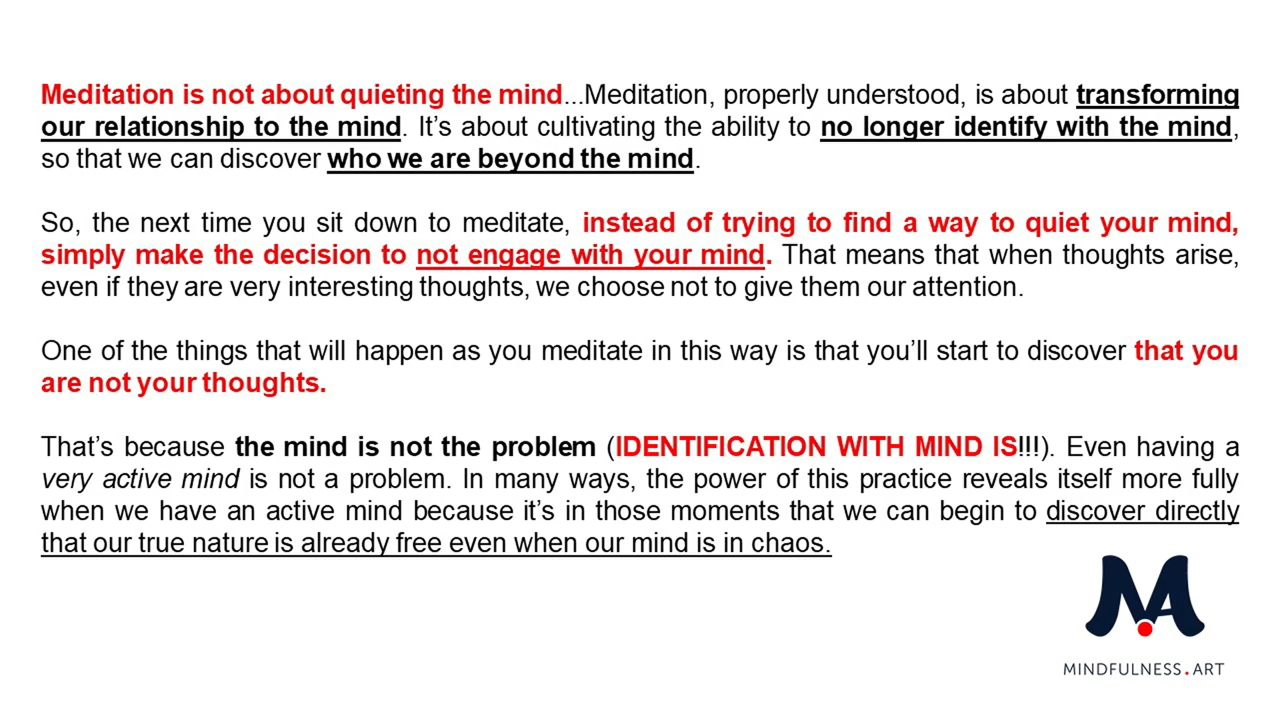 Meditation is not about quieting the mind...Meditation, properly understood, is about transforming
our relationship to the mind. It’s about cultivating the ability to no longer identify with the mind,
so that we can discover who we are beyond the mind.
So, the next time you sit down to meditate, instead of trying to find a way to quiet your mind,
simply make the decision to not engage with your mind. That means that when thoughts arise,
even if they are very interesting thoughts, we choose not to give them our attention.
One of the things that will happen as you meditate in this way is that you’ll start to discover that you
are not your thoughts.
That’s because the mind is not the problem (IDENTIFICATION WITH MIND IS!!!). Even having a
very active mind is not a problem. In many ways, the power of this practice reveals itself more fully
when we have an active mind because it’s in those moments that we can begin to discover directly
that our true nature is already free even when our mind is in chaos.
MA
MINDFULNESS.ART